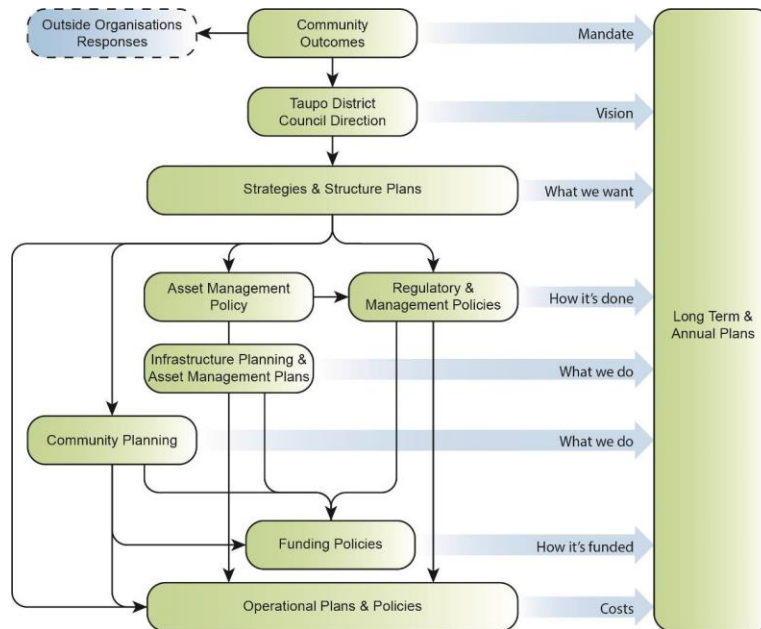 Outside Organisations
Responses
Community
Outcomes
Mandate
Taupo District
Council Direction
Vision
Strategies & Structure Plans
What we want
Asset Management
Policy
Regulatory &
Management Policies
How it's done
Long Term &
Annual Plans
Infrastructure Planning &
Asset Management Plans
What we do
Community Planning
What we do
Funding Policies
How it's funded
Operational Plans & Policies
Costs